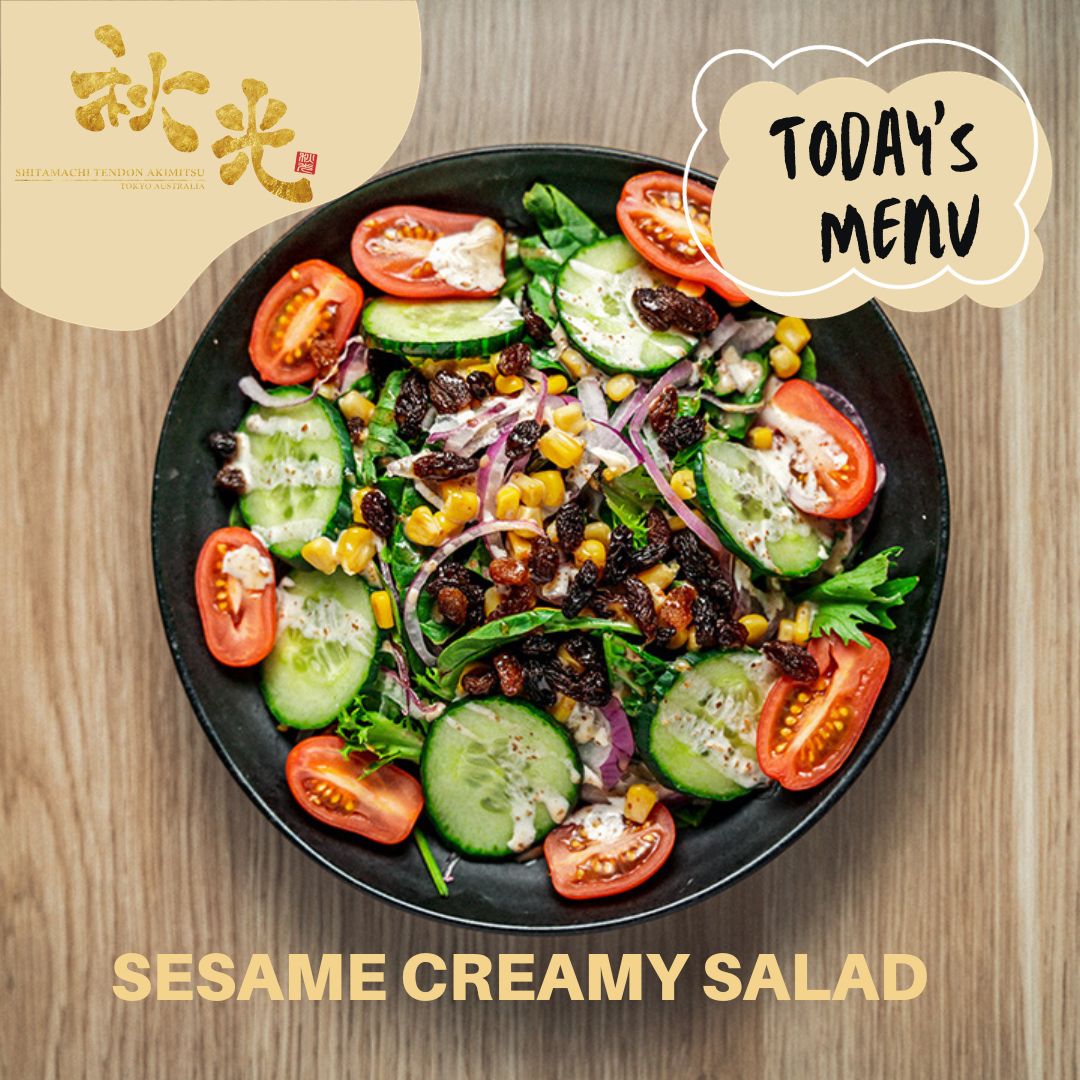 秋光
SHITAMACHI TENDON AKIMITSU
TOKYO AUSTRALIA
TODAY'S
MENU
SESAME CREAMY SALAD